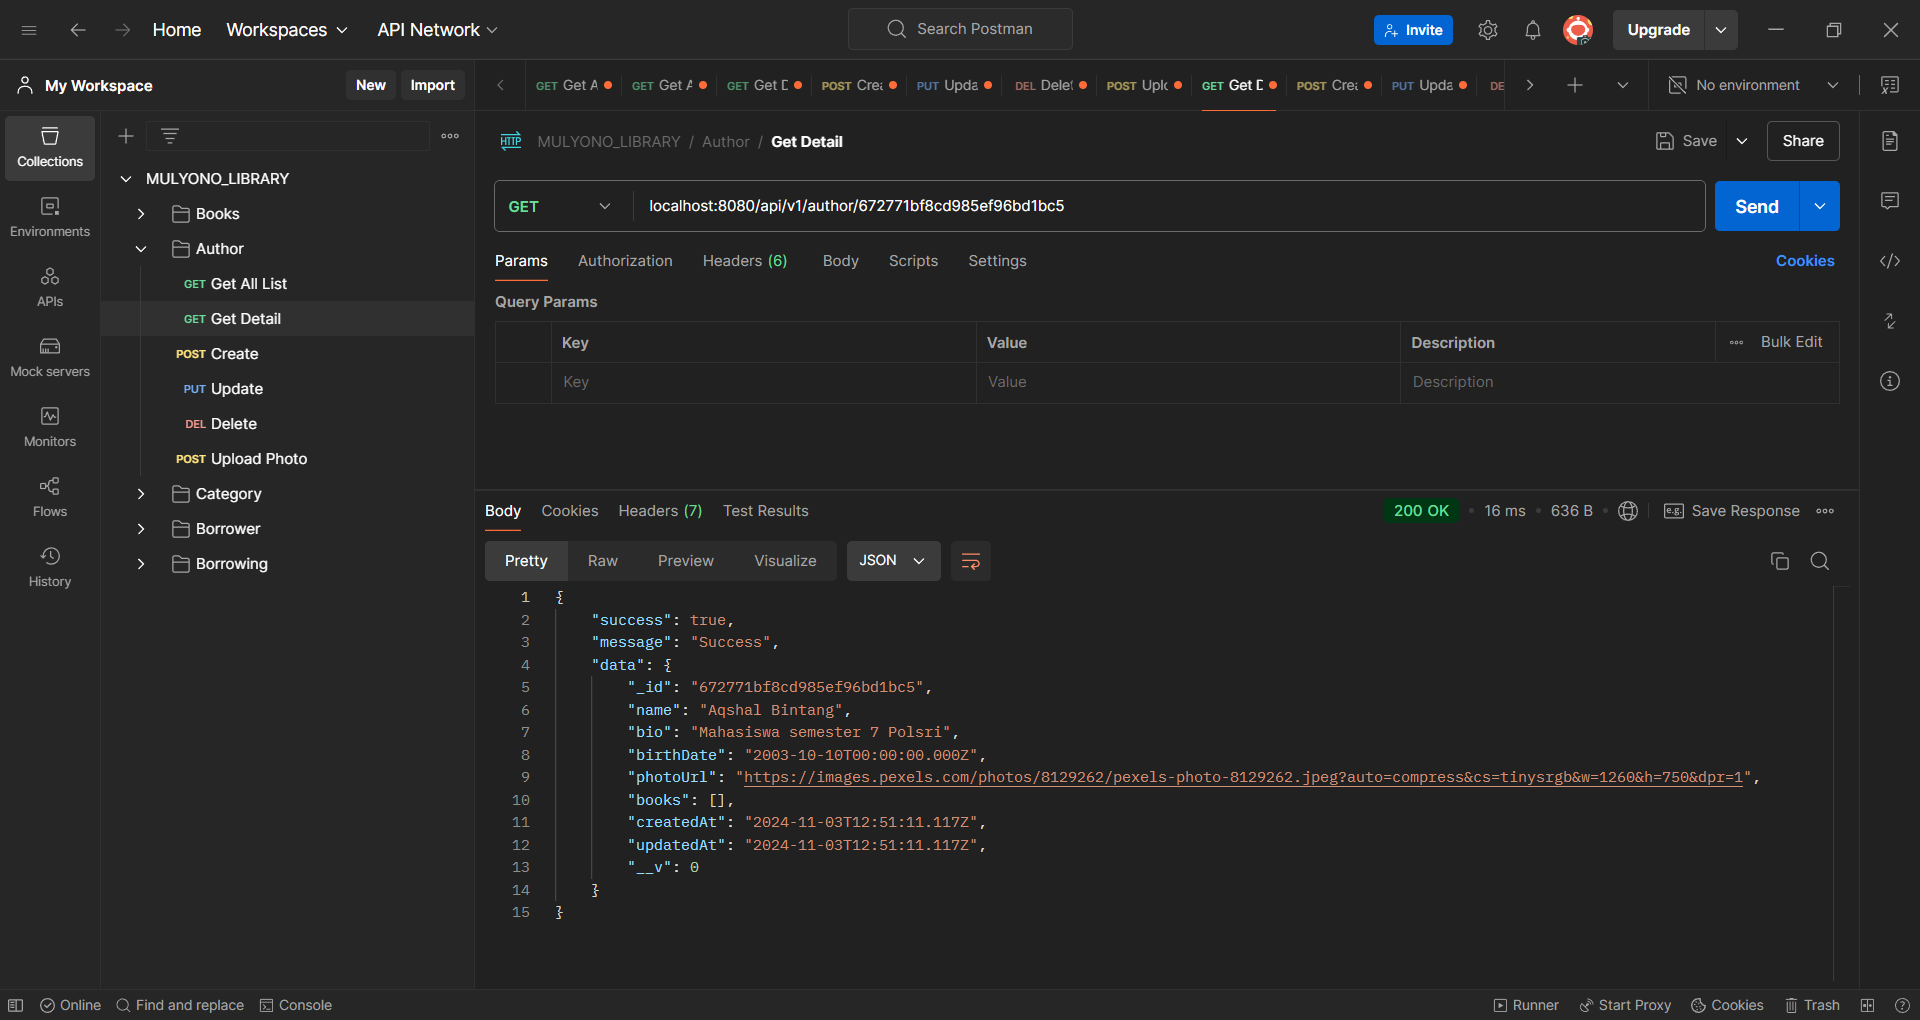 Home Workspaces API Network Search Postman Invite Upgrade
My Workspace New Import GET Get A GET Get A GET Get D POST Crea PUT Upda DEL Delet POST Uplo GET Get D POST Crea PUT Upda DE No environment
Collections
Environments
APIs
Mock servers
Monitors
Flows
History
MULYONO_LIBRARY
Books
Author
GET Get All List
GET Get Detail
POST Create
PUT Update
DEL Delete
POST Upload Photo
Category
Borrower
Borrowing
HTTP MULYONO_LIBRARY / Author / Get Detail Save Share
GET localhost:8080/api/v1/author/672771bf8cd985ef96bd1bc5 Send
Params Authorization Headers (6) Body Scripts Settings Cookies
Query Params
Key Value Description Bulk Edit
Key Value Description
Body Cookies Headers (7) Test Results 200 OK 16 ms 636 B e.g. Save Response
Pretty Raw Preview Visualize JSON
1 {
2 "success": true,
3 "message": "Success",
4 "data": {
5 "_id": "672771bf8cd985ef96bd1bc5",
6 "name": "Aqshal Bintang",
7 "bio": "Mahasiswa semester 7 Polsri",
8 "birthDate": "2003-10-10T00:00:00.000Z",
9 "photoUrl": "https://images.pexels.com/photos/8129262/pexels-photo-8129262.jpeg?auto=compress&cs=tinysrgb&w=1260&h=750&dpr=1",
10 "books": [],
11 "createdAt": "2024-11-03T12:51:11.117Z",
12 "updatedAt": "2024-11-03T12:51:11.117Z",
13 "__v": 0
14 }
15 }
Online Find and replace Console Runner Start Proxy Cookies Trash